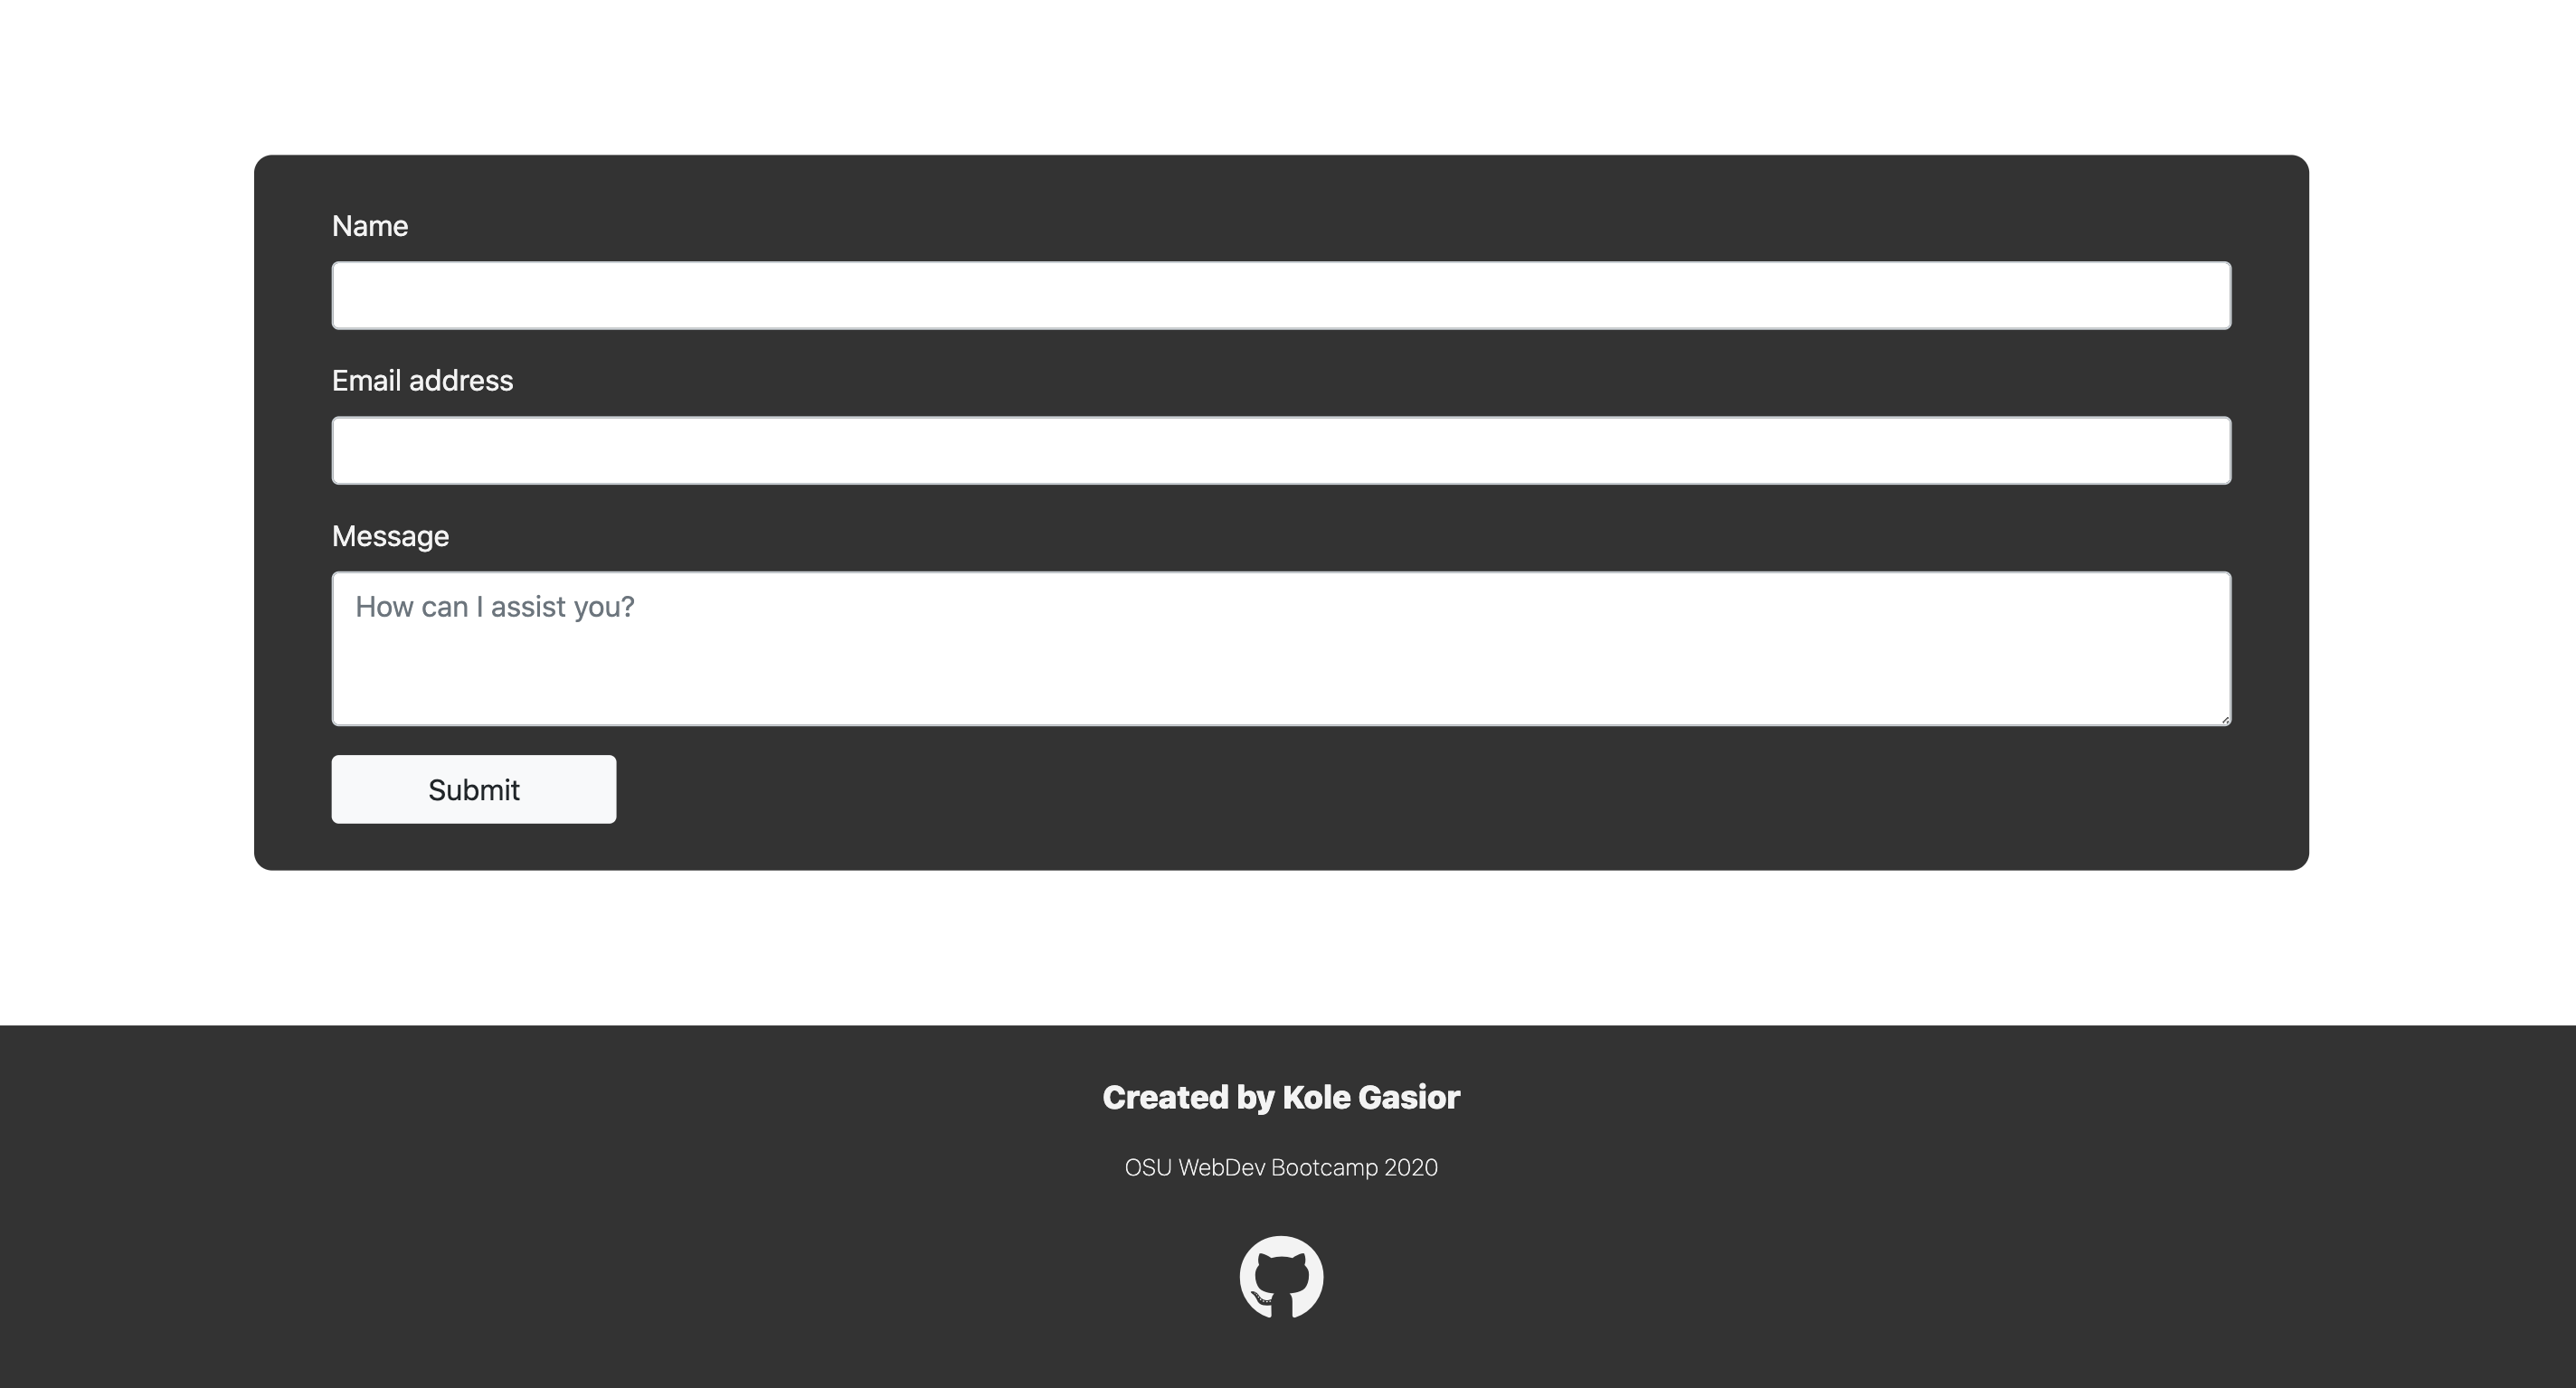 Name
Email address
Message
How can I assist you?
Submit
Created by Kole Gasior
OSU WebDev Bootcamp 2020